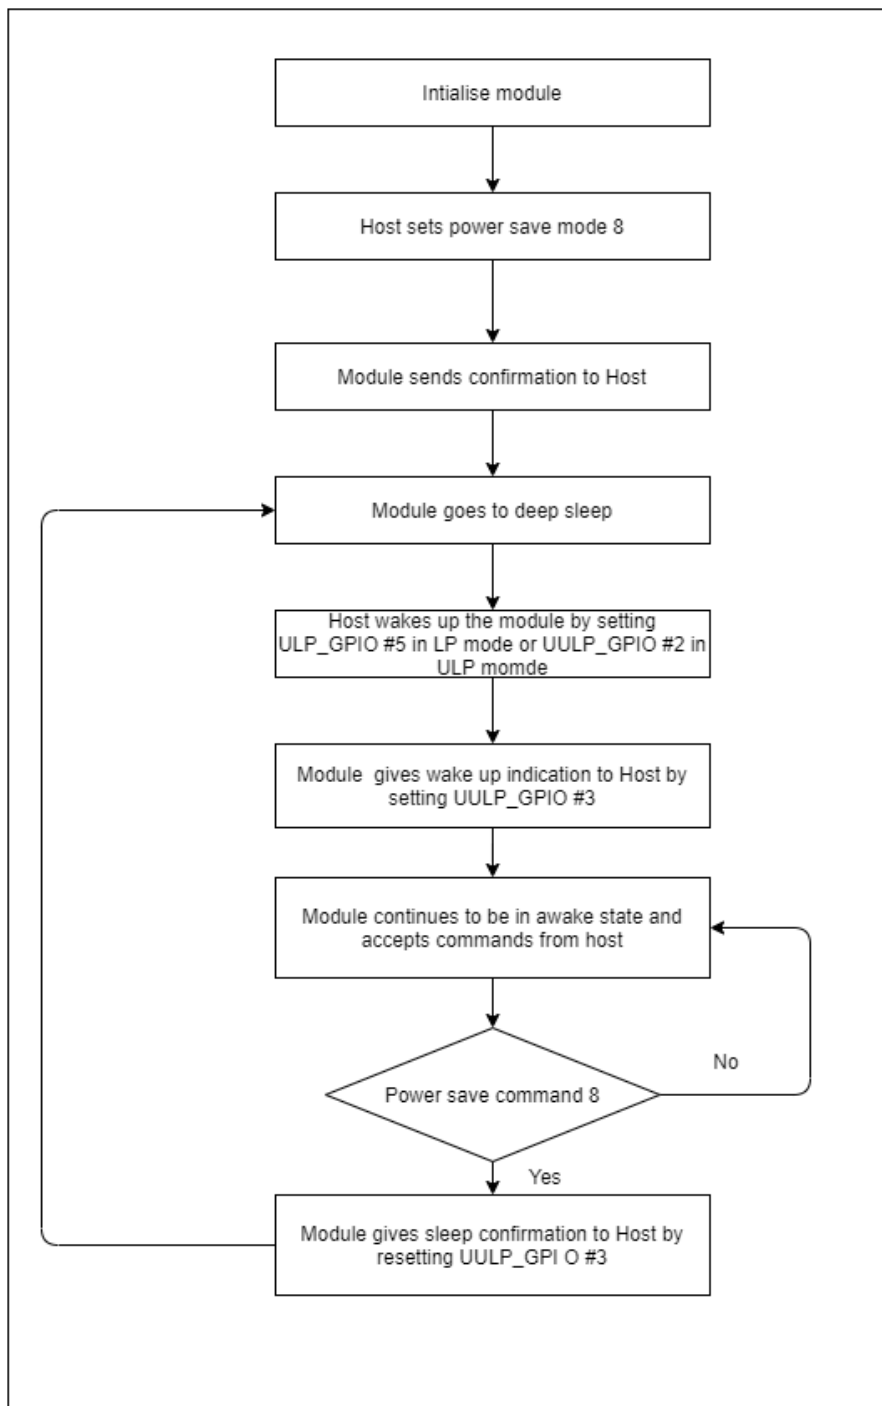 Intialise module
Host sets power save mode 8
Module sends confirmation to Host
Module goes to deep sleep
Host wakes up the module by setting
ULP_GPIO #5 in LP mode or UULP_GPIO #2 in
ULP momde
Module  gives wake up indication to Host by
setting UULP_GPIO #3
Module continues to be in awake state and
accepts commands from host
No
Power save command 8
Yes
Module gives sleep confirmation to Host by
resetting UULP_GPI O #3